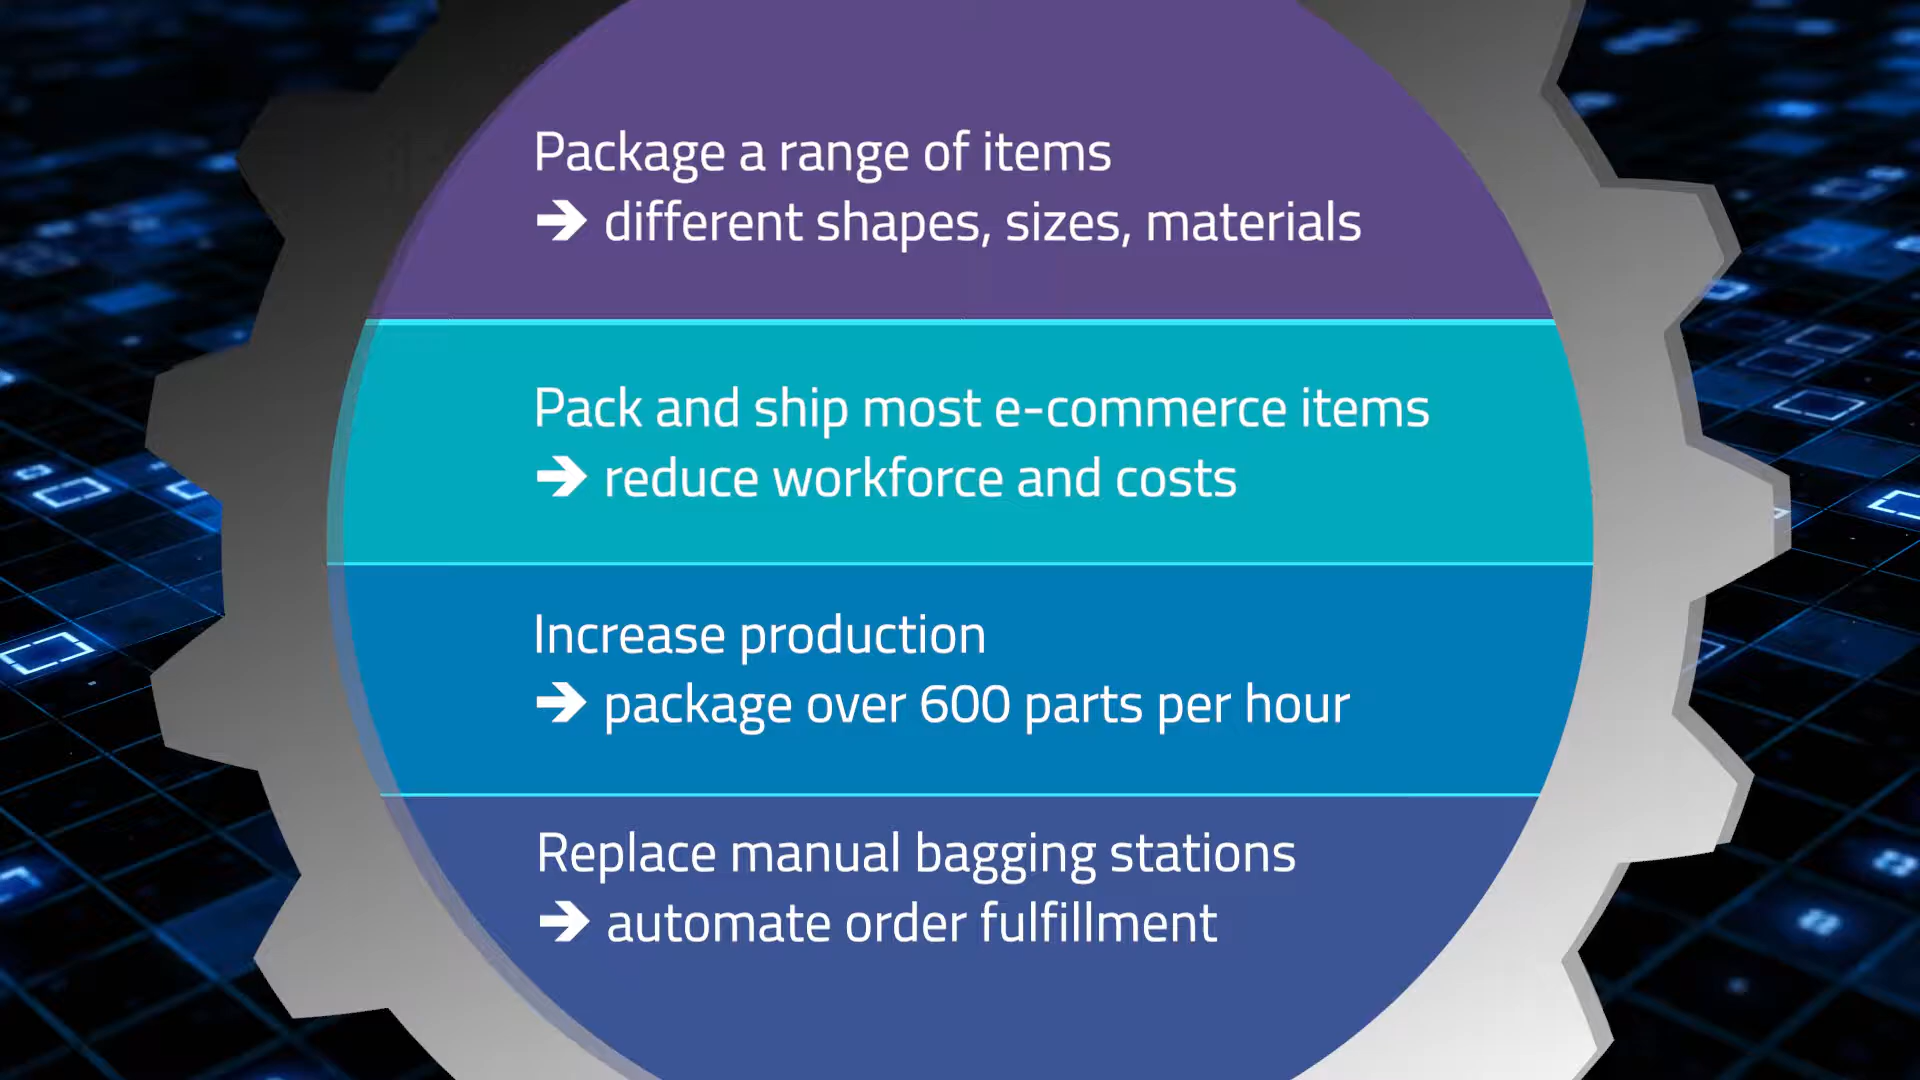 Package a range of items
➔ different shapes, sizes, materials
Pack and ship most e-commerce items
➔ reduce workforce and costs
Increase production
➔ package over 600 parts per hour
Replace manual bagging stations
➔ automate order fulfillment